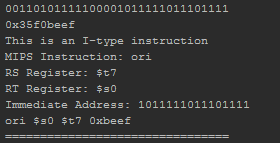 00110101111100001011111011101111
0x35f0beef
This is an I-type instruction
MIPS Instruction: ori
RS Register: $t7
RT Register: $s0
Immediate Address: 1011111011101111
ori $s0 $t7 0xbeef
================================